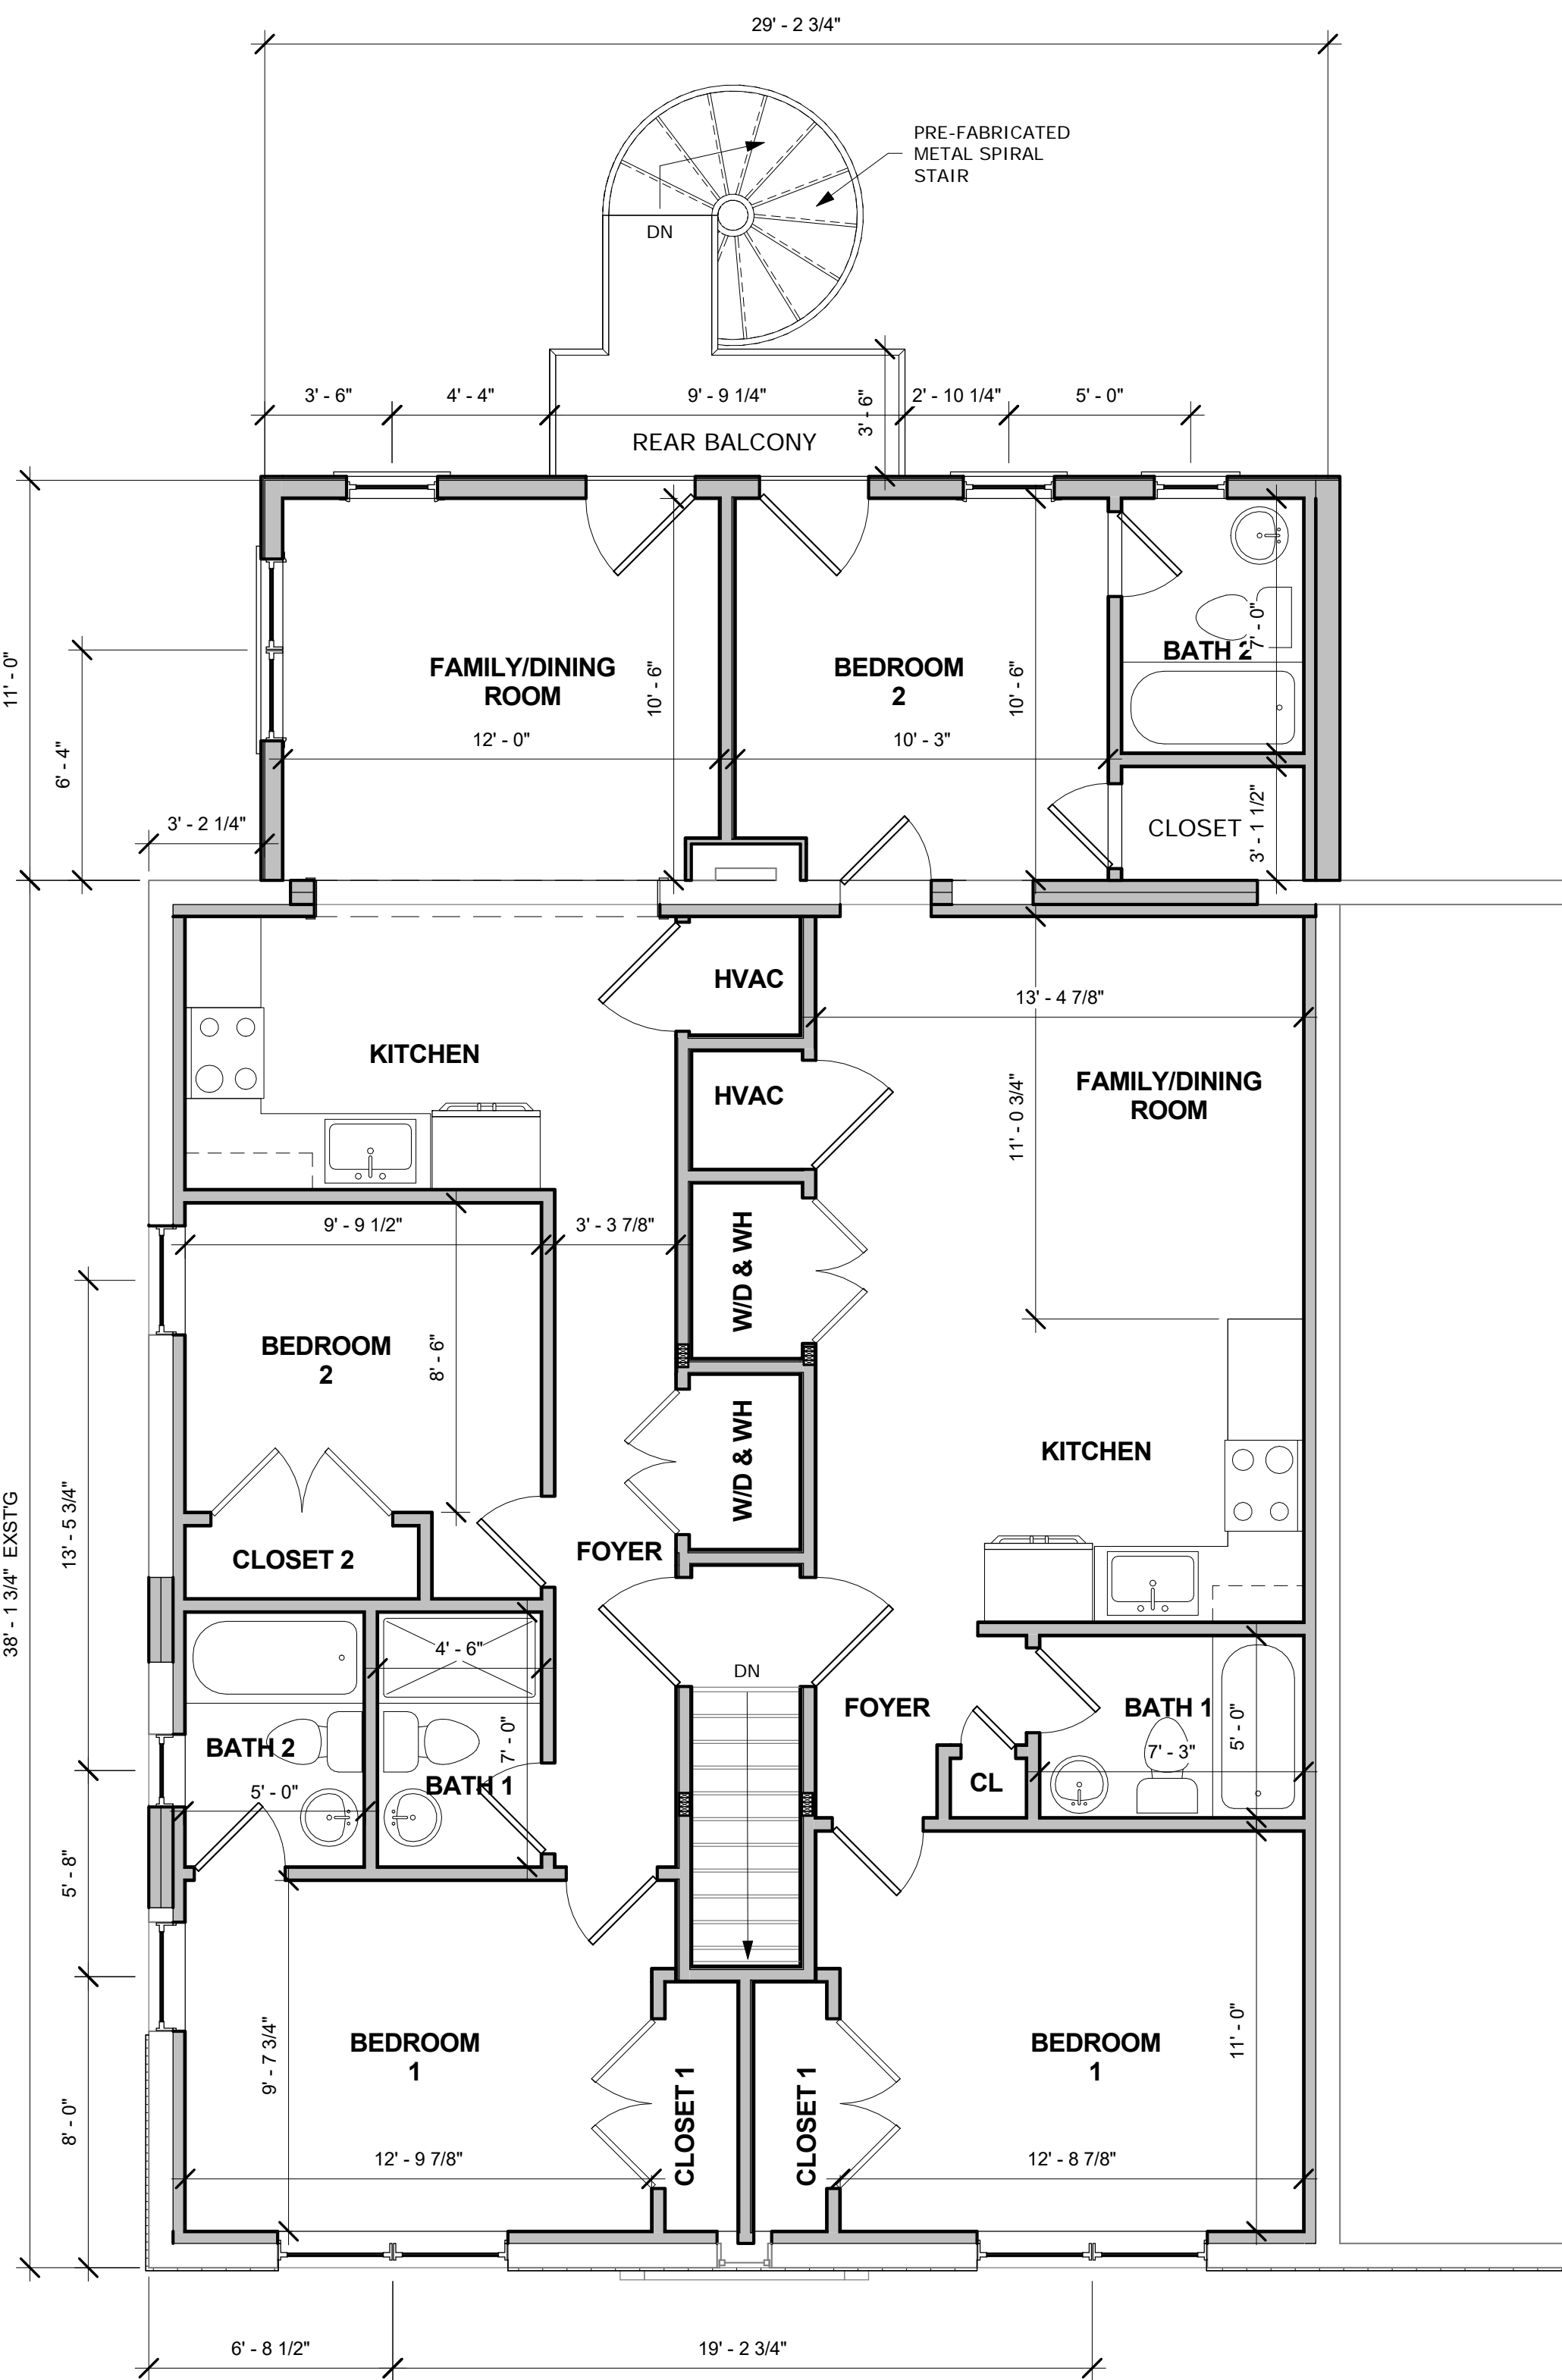 29' - 2 3/4"
PRE-FABRICATED
METAL SPIRAL
STAIR
DN
3' - 6"
4' - 4"
9' - 9 1/4"
3' - 6"
2' - 10 1/4"
5' - 0"
REAR BALCONY
11' - 0"
6' - 4"
3' - 2 1/4"
FAMILY/DINING
ROOM
10' - 6"
12' - 0"
BEDROOM
2
10' - 6"
10' - 3"
BATH 2
7' - 0"
CLOSET
3' - 1 1/2"
HVAC
KITCHEN
HVAC
13' - 4 7/8"
FAMILY/DINING
ROOM
11' - 0 3/4"
9' - 9 1/2"
3' - 3 7/8"
W/D & WH
BEDROOM
2
8' - 6"
W/D & WH
KITCHEN
38' - 1 3/4" EXST'G
13' - 5 3/4"
CLOSET 2
FOYER
4' - 6"
DN
BATH 2
5' - 0"
7' - 0"
BATH 1
FOYER
CL
BATH 1
7' - 3"
5' - 0"
5' - 8"
8' - 0"
BEDROOM
1
9' - 7 3/4"
12' - 9 7/8"
CLOSET 1
CLOSET 1
BEDROOM
1
11' - 0"
12' - 8 7/8"
6' - 8 1/2"
19' - 2 3/4"